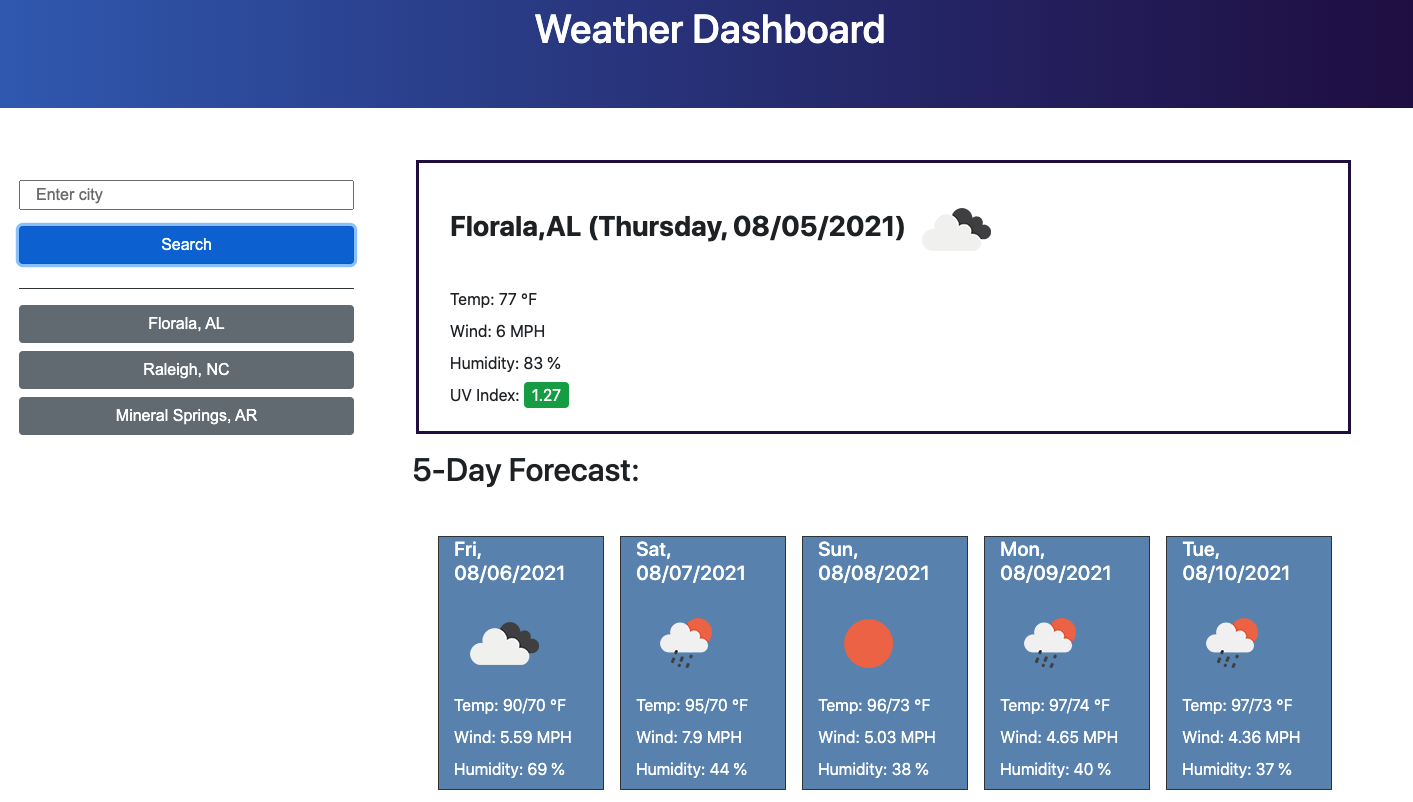 Weather Dashboard
Enter city
Search
Florala, AL
Raleigh, NC
Mineral Springs, AR
Florala,AL (Thursday, 08/05/2021)
Temp: 77 °F
Wind: 6 MPH
Humidity: 83 %
UV Index: 1.27
5-Day Forecast:
Fri,
08/06/2021
Temp: 90/70 °F
Wind: 5.59 MPH
Humidity: 69 %
Sat,
08/07/2021
Temp: 95/70 °F
Wind: 7.9 MPH
Humidity: 44 %
Sun,
08/08/2021
Temp: 96/73 °F
Wind: 5.03 MPH
Humidity: 38 %
Mon,
08/09/2021
Temp: 97/74 °F
Wind: 4.65 MPH
Humidity: 40 %
Tue,
08/10/2021
Temp: 97/73 °F
Wind: 4.36 MPH
Humidity: 37 %